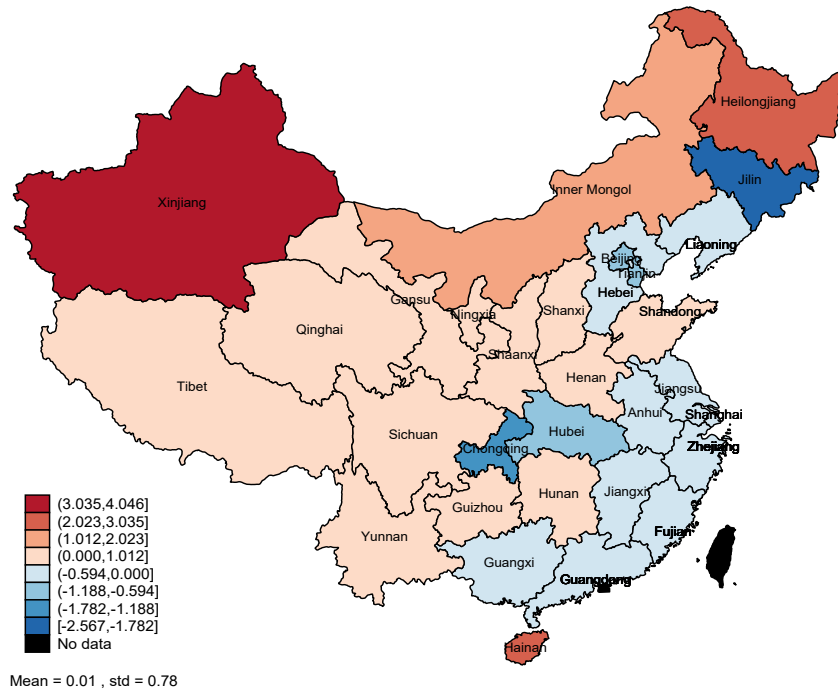 Heilongjiang
Jilin
Xinjiang
Inner Mongol
Liaoning
Beijing
Tianjin
Hebei
Gansu
Ningxia
Shanxi
Shandong
Qinghai
Shaanxi
Henan
Tibet
Jiangsu
Anhui
Shanghai
Sichuan
Chongqing
Hubei
Zhejiang
Hunan
Jiangxi
Guizhou
Yunnan
Fujian
Guangxi
Guangdong
Hainan
(3.035,4.046]
(2.023,3.035]
(1.012,2.023]
(0.000,1.012]
(-0.594,0.000]
(-1.188,-0.594]
(-1.782,-1.188]
[-2.567,-1.782]
No data
Mean = 0.01 , std = 0.78